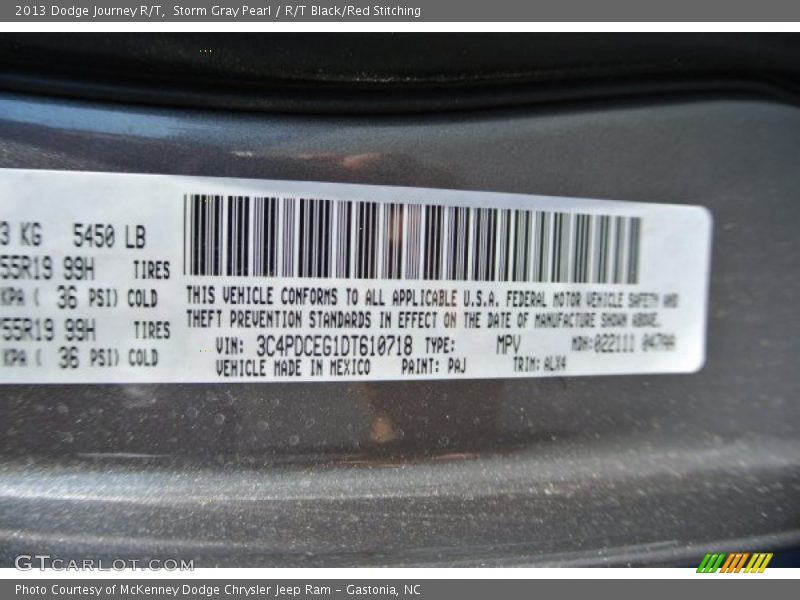 2013 Dodge Journey R/T, Storm Gray Pearl / R/T Black/Red Stitching
3 KG 5450 LB
55R19 99H TIRES
KPA ( 36 PSI) COLD
55R19 99H TIRES
KPA ( 36 PSI) COLD
THIS VEHICLE CONFORMS TO ALL APPLICABLE U.S.A. FEDERAL MOTOR VEHICLE SAFETY AND
THEFT PREVENTION STANDARDS IN EFFECT ON THE DATE OF MANUFACTURE SHOWN ABOVE.
VIN: 3C4PDCEG1DT610718 TYPE: MPV MDH: 022111
VEHICLE MADE IN MEXICO PAINT: PAJ TRIM: ALX4
GTCARLOT.COM
Photo Courtesy of McKenney Dodge Chrysler Jeep Ram – Gastonia, NC